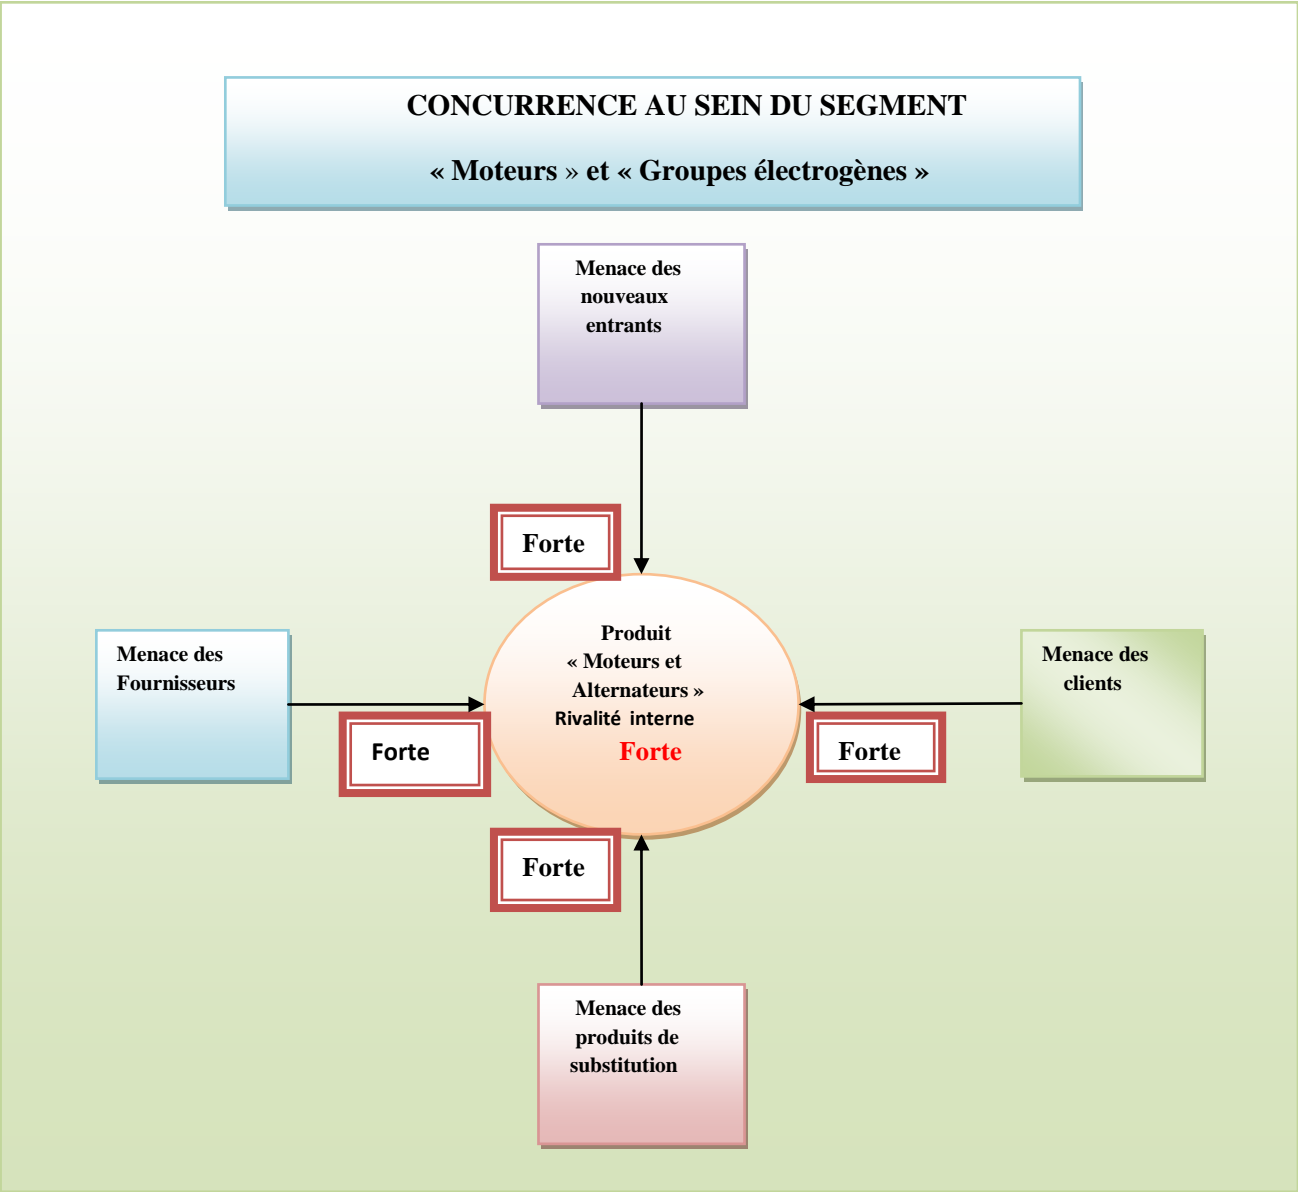 CONCURRENCE AU SEIN DU SEGMENT
« Moteurs » et « Groupes électrogènes »
Menace des
nouveaux
entrants
Forte
Menace des
Fournisseurs
Forte
Produit
« Moteurs et
Alternateurs »
Rivalité interne
Forte
Menace des
clients
Forte
Forte
Menace des
produits de
substitution